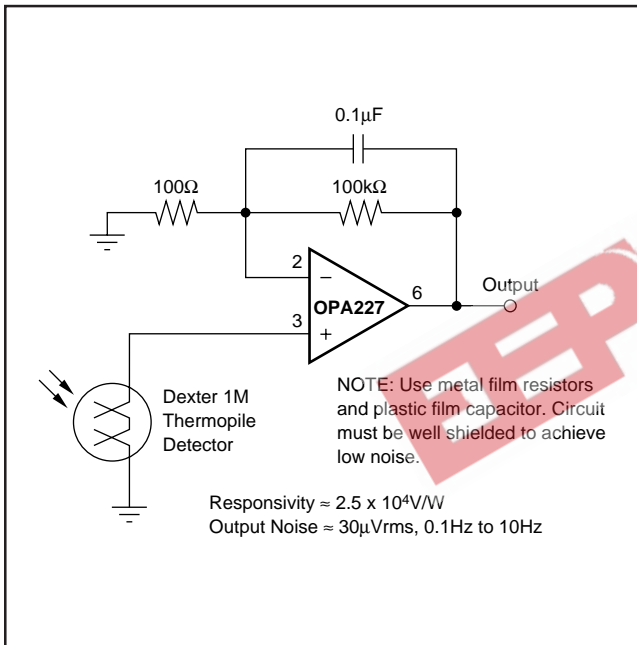 0.1µF
100Ω
100kΩ
2
–
6
Output
OPA227
3
+
Dexter 1M
Thermopile
Detector
NOTE: Use metal film resistors
and plastic film capacitor. Circuit
must be well shielded to achieve
low noise.
Responsivity ≈ 2.5 x 10⁴V/W
Output Noise ≈ 30µVrms, 0.1Hz to 10Hz
EEP